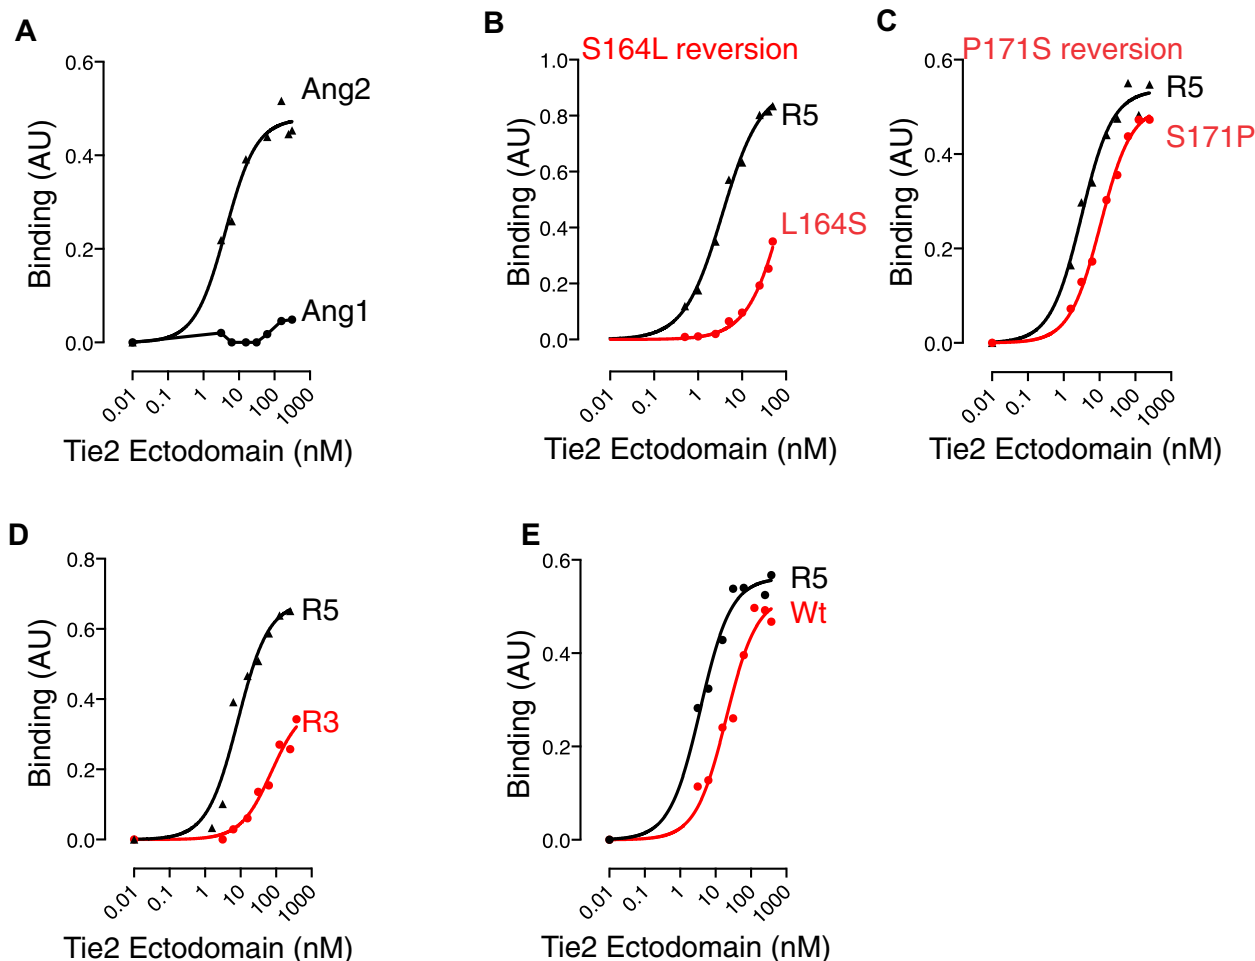 A
0.6
0.4
0.2
0.0
Binding (AU)
Ang2
Ang1
0.01 0.1 1 10 100 1000
Tie2 Ectodomain (nM)
B
S164L reversion
1.0
0.8
0.6
0.4
0.2
0.0
Binding (AU)
R5
L164S
0.01 0.1 1 10 100
Tie2 Ectodomain (nM)
C
P171S reversion
0.6
0.4
0.2
0.0
Binding (AU)
R5
S171P
0.01 0.1 1 10 100 1000
Tie2 Ectodomain (nM)
D
0.8
0.6
0.4
0.2
0.0
Binding (AU)
R5
R3
0.01 0.1 1 10 100 1000
Tie2 Ectodomain (nM)
E
0.6
0.4
0.2
0.0
Binding (AU)
R5
Wt
0.01 0.1 1 10 100 1000
Tie2 Ectodomain (nM)